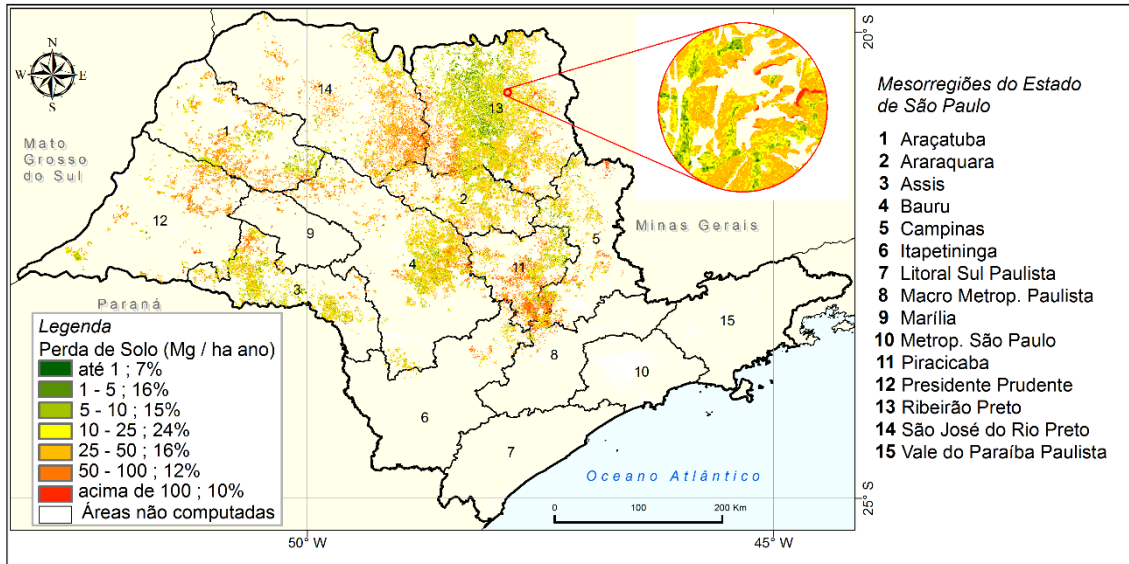 20°S
N
W E
S
14
13
1
Mato
Grosso
do Sul
2
Minas Gerais
12
9
5
4
11
3
Paraná
15
8
10
6
7
Oceano Atlântico
25°S
0 100 200 Km
50° W
45° W
Legenda
Perda de Solo (Mg / ha ano)
até 1 ; 7%
1 - 5 ; 16%
5 - 10 ; 15%
10 - 25 ; 24%
25 - 50 ; 16%
50 - 100 ; 12%
acima de 100 ; 10%
Áreas não computadas
Mesorregiões do Estado
de São Paulo
1 Araçatuba
2 Araraquara
3 Assis
4 Bauru
5 Campinas
6 Itapetininga
7 Litoral Sul Paulista
8 Macro Metrop. Paulista
9 Marília
10 Metrop. São Paulo
11 Piracicaba
12 Presidente Prudente
13 Ribeirão Preto
14 São José do Rio Preto
15 Vale do Paraíba Paulista